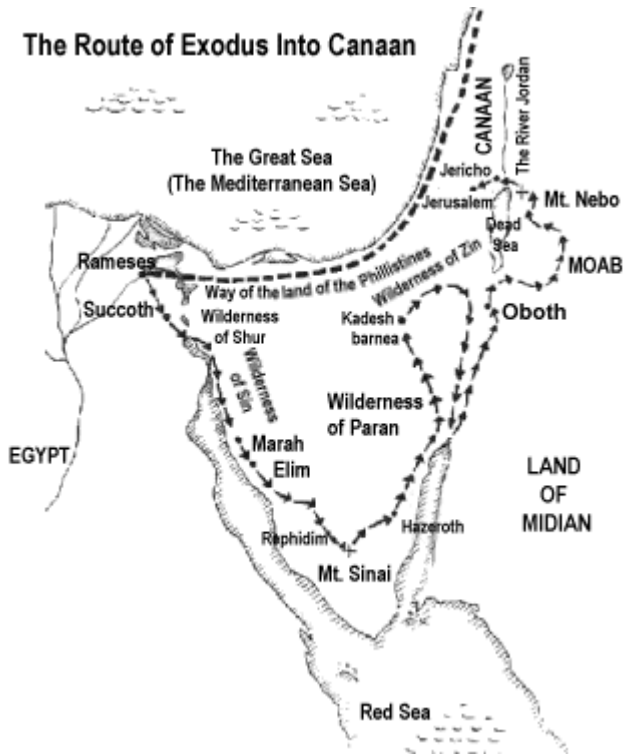 The Route of Exodus Into Canaan
CANAAN
The River Jordan
The Great Sea
(The Mediterranean Sea)
Jericho
Jerusalem
Mt. Nebo
Dead
Sea
Rameses
MOAB
Way of the land of the Phillistines
Wilderness of Zin
Succoth
Wilderness
of Shur
Kadesh
barnea
Oboth
Wilderness
of Sin
Wilderness
of Paran
Marah
Elim
EGYPT
LAND
OF
MIDIAN
Rephidim
Hazeroth
Mt. Sinai
Red Sea